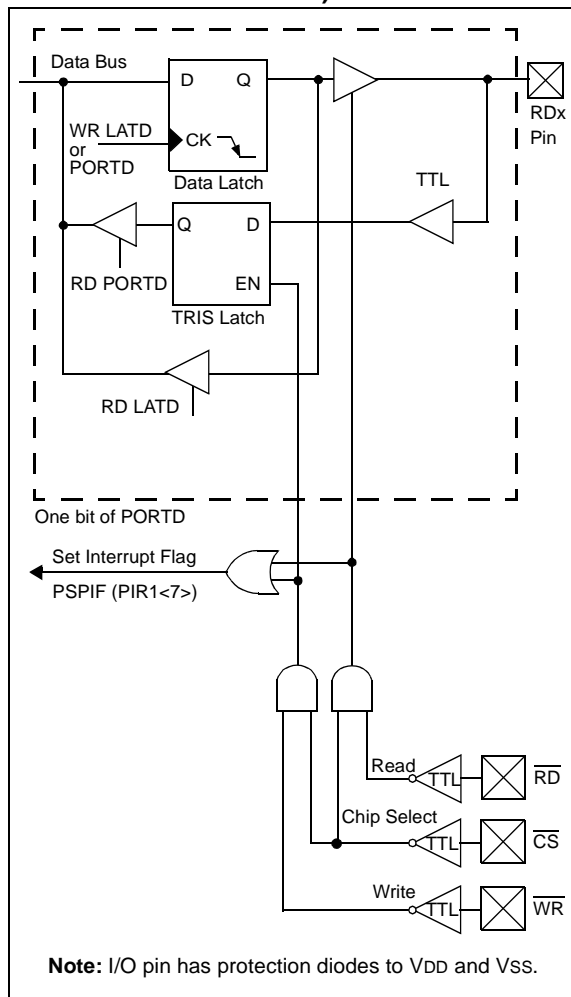 Data Bus
D Q
RDx
Pin
WR LATD
or
PORTD
CK
Data Latch
TTL
Q D
RD PORTD
EN
TRIS Latch
RD LATD
One bit of PORTD
Set Interrupt Flag
PSPIF (PIR1<7>)
Read
TTL
RD
Chip Select
TTL
CS
Write
TTL
WR
Note: I/O pin has protection diodes to VDD and VSS.